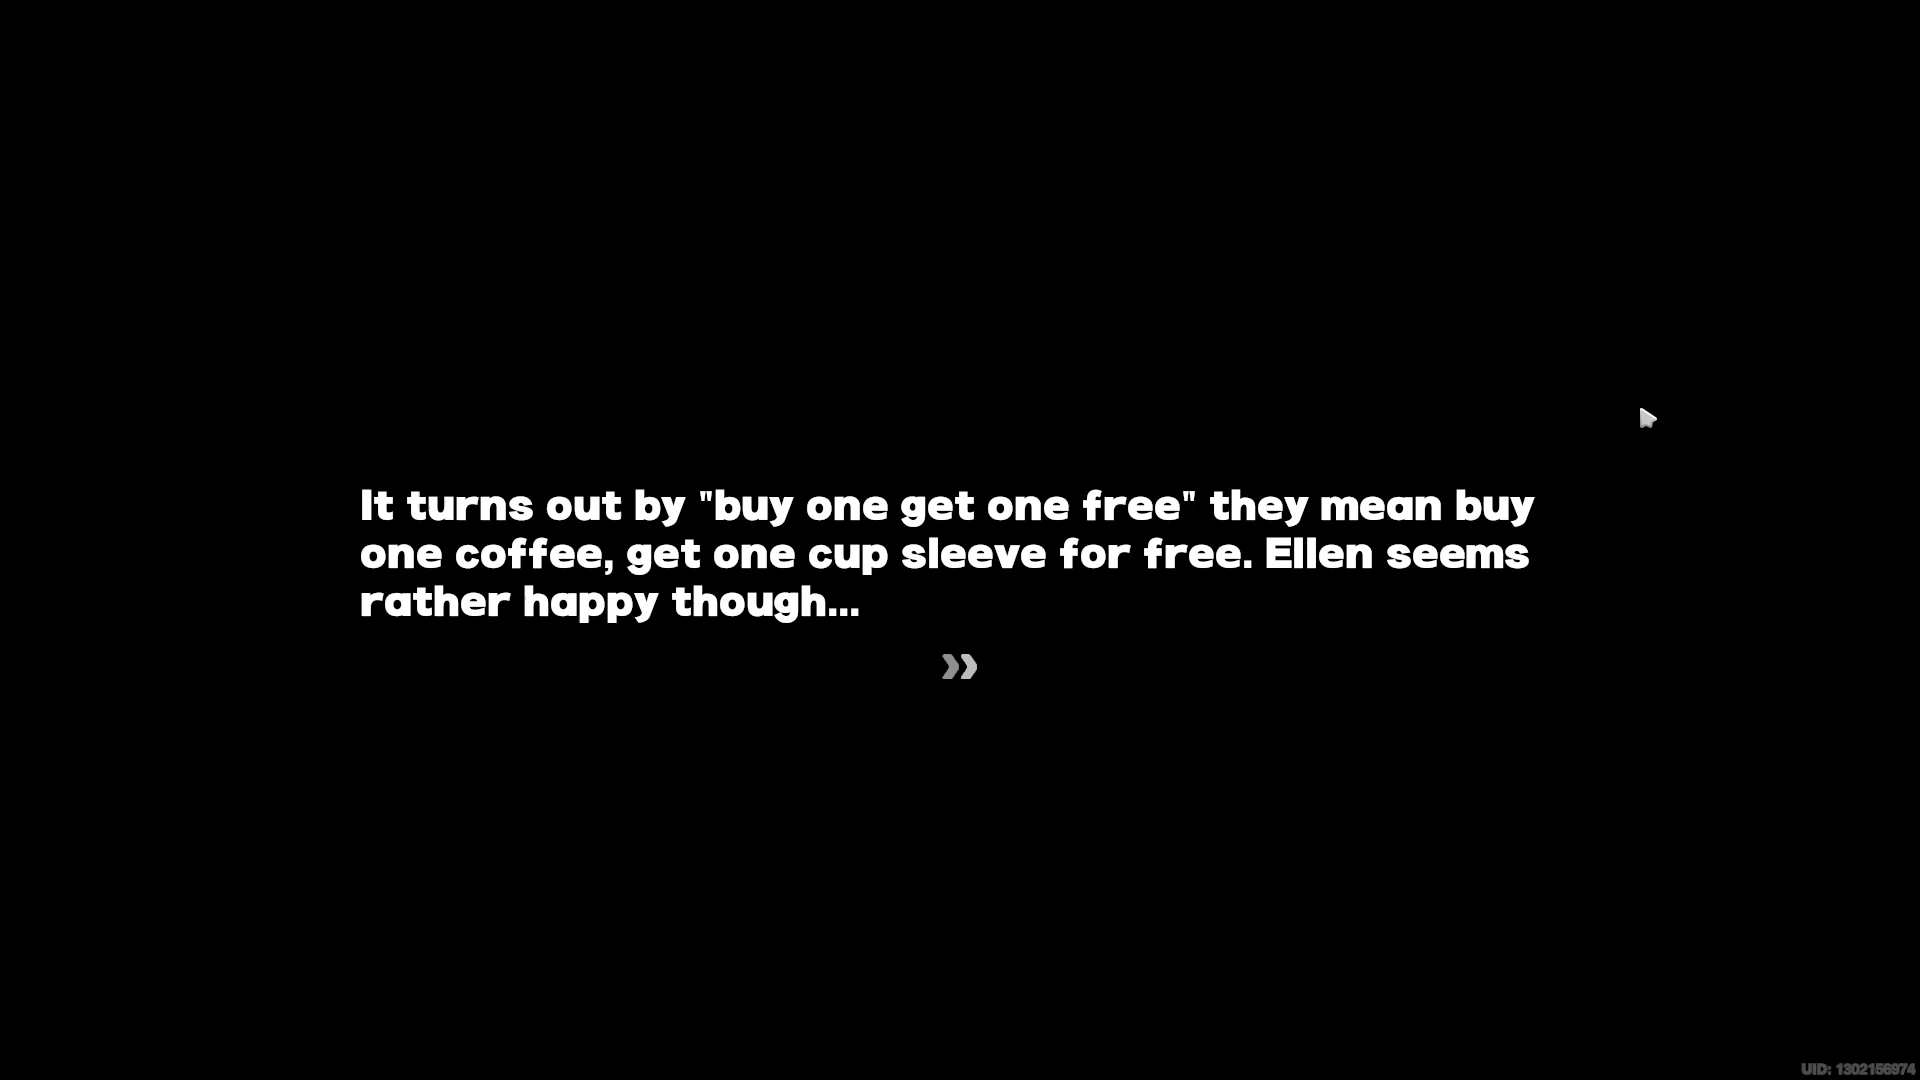 It turns out by "buy one get one free" they mean buy
one coffee, get one cup sleeve for free. Ellen seems
rather happy though...
UID: 1302156974